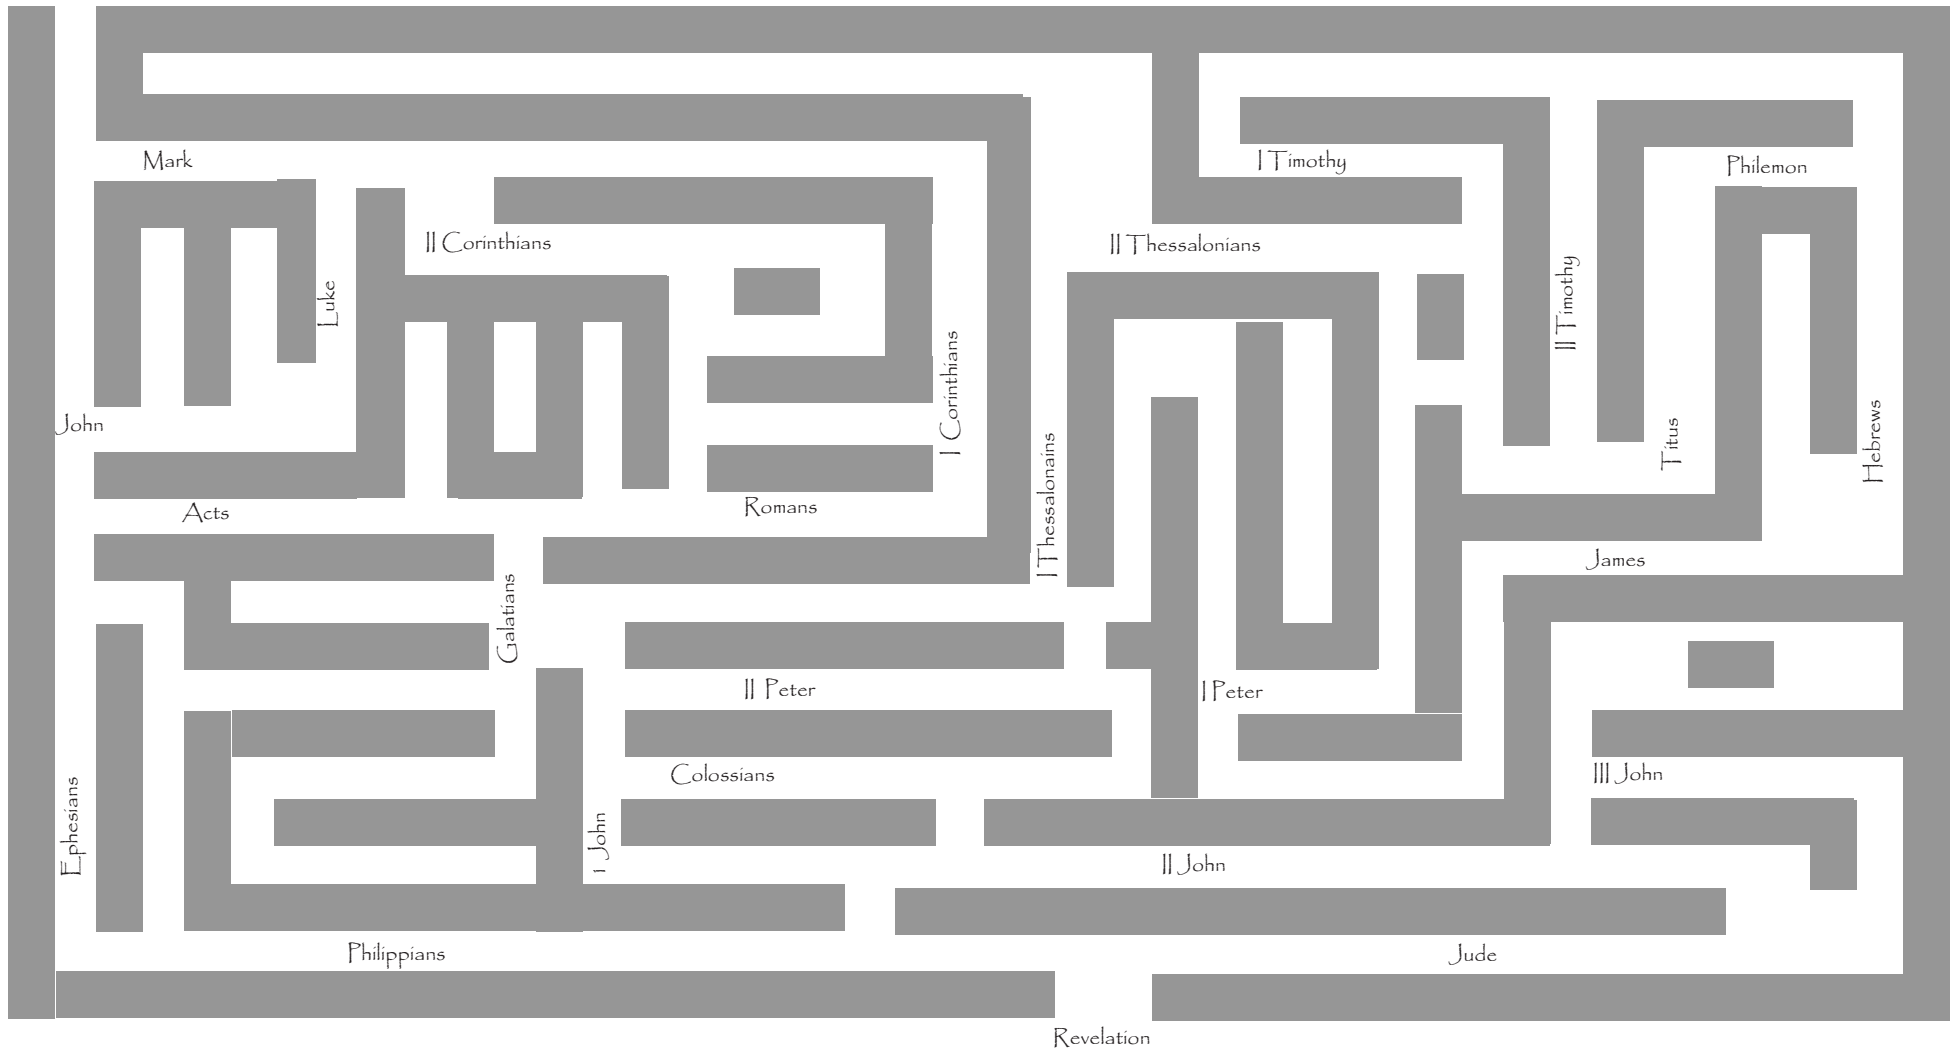 Mark
I Timothy
Philemon
II Corinthians
II Thessalonians
Luke
II Timothy
I Corinthians
John
Titus
Hebrews
Acts
Romans
I Thessalonains
James
Galatians
II Peter
I Peter
Colossians
III John
Ephesians
I John
II John
Philippians
Jude
Revelation